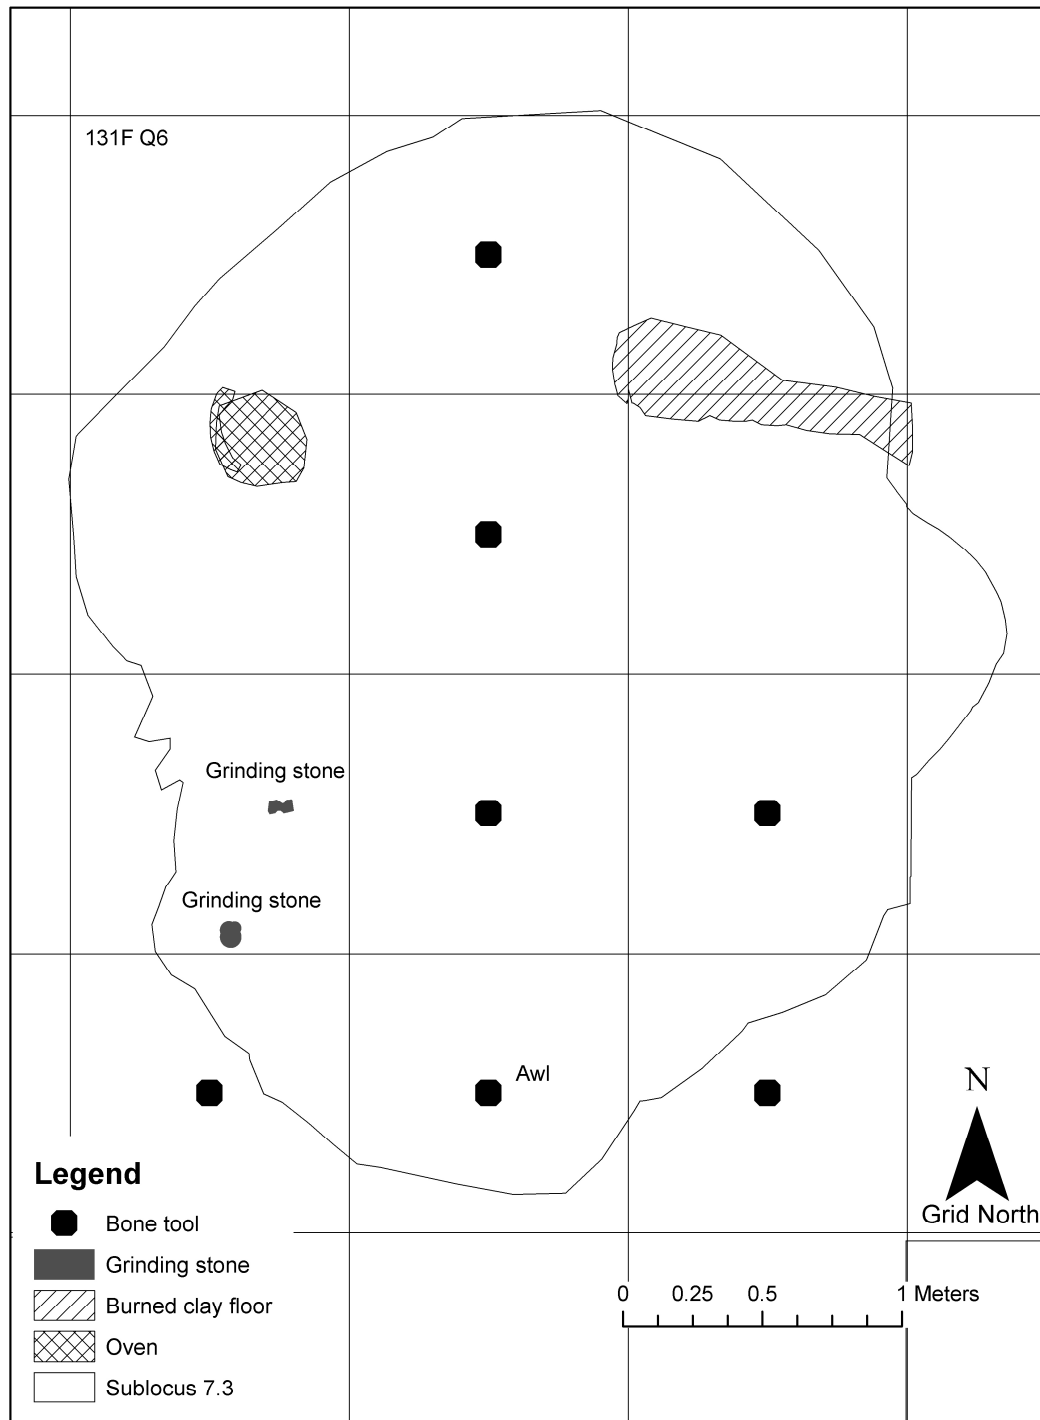 131F Q6
Grinding stone
Grinding stone
Awl
N
Grid North
Legend
Bone tool
Grinding stone
Burned clay floor
Oven
Sublocus 7.3
0 0.25 0.5 1 Meters